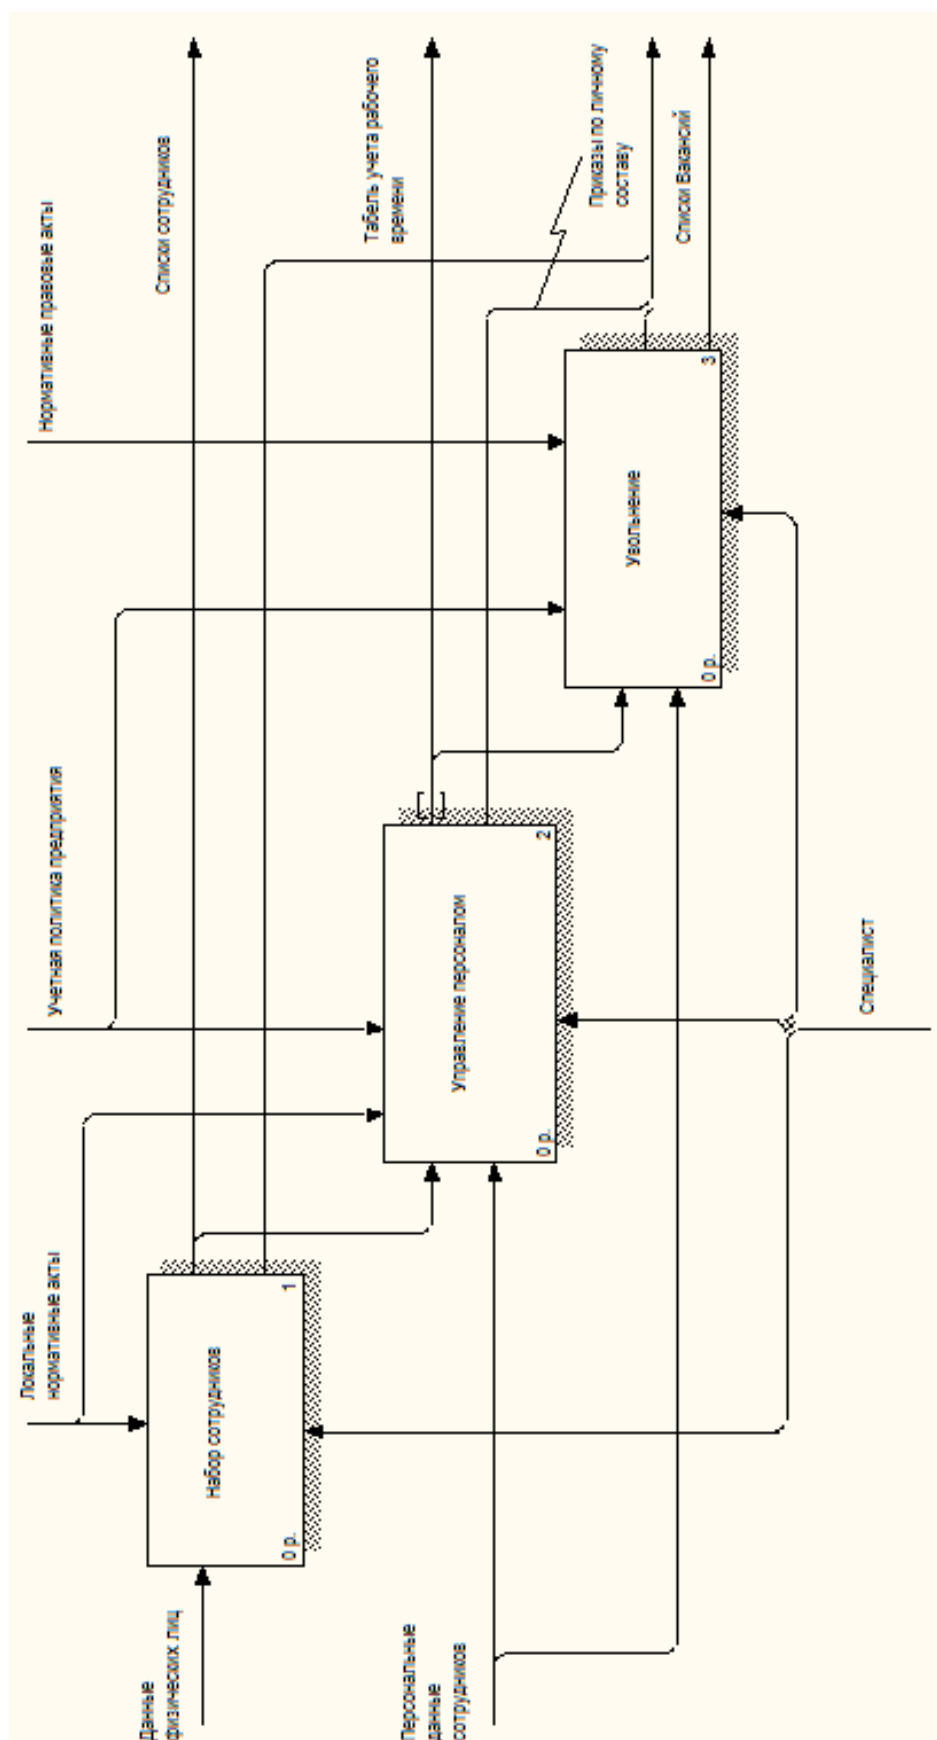 Локальные
нормативные акты
Учетная политика предприятия
Нормативные правовые акты
Данные
физических лиц
Набор сотрудников
0 р.
1
Списки сотрудников
Персональные
данные
сотрудников
Управление персоналом
0 р.
2
Табель учета рабочего
времени
Увольнение
0 р.
3
Приказы по личному
составу
Списки Вакансий
Специалист